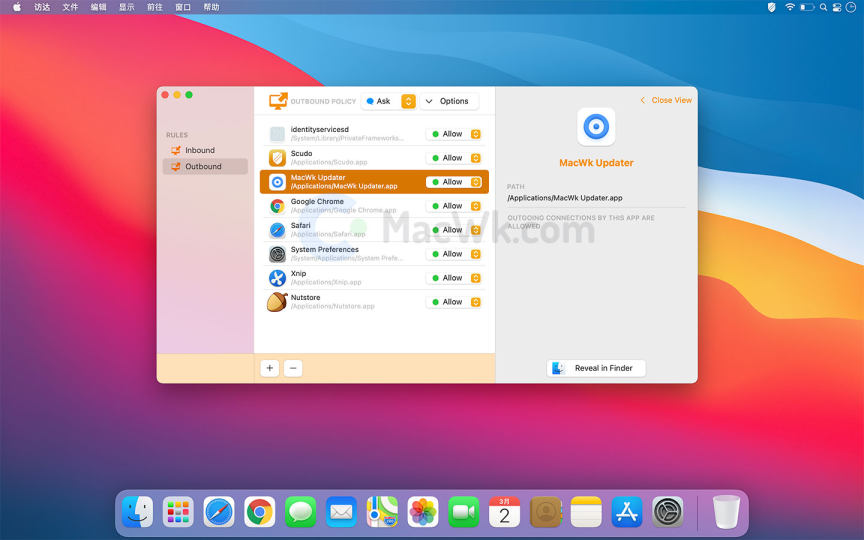 访达 文件 编辑 显示 前往 窗口 帮助
OUTBOUND POLICY Ask Options
Close View
RULES
Inbound
Outbound
identityservicesd
/System/Library/PrivateFrameworks...
Allow
Scudo
/Applications/Scudo.app
Allow
MacWk Updater
/Applications/MacWk Updater.app
Allow
Google Chrome
/Applications/Google Chrome.app
Allow
Safari
/Applications/Safari.app
Allow
System Preferences
/System/Applications/System Prefe...
Allow
Xnip
/Applications/Xnip.app
Allow
Nutstore
/Applications/Nutstore.app
Allow
MacWk Updater
PATH
/Applications/MacWk Updater.app
OUTGOING CONNECTIONS BY THIS APP ARE
ALLOWED
MacWk.com
+ −
Reveal in Finder
3月
2